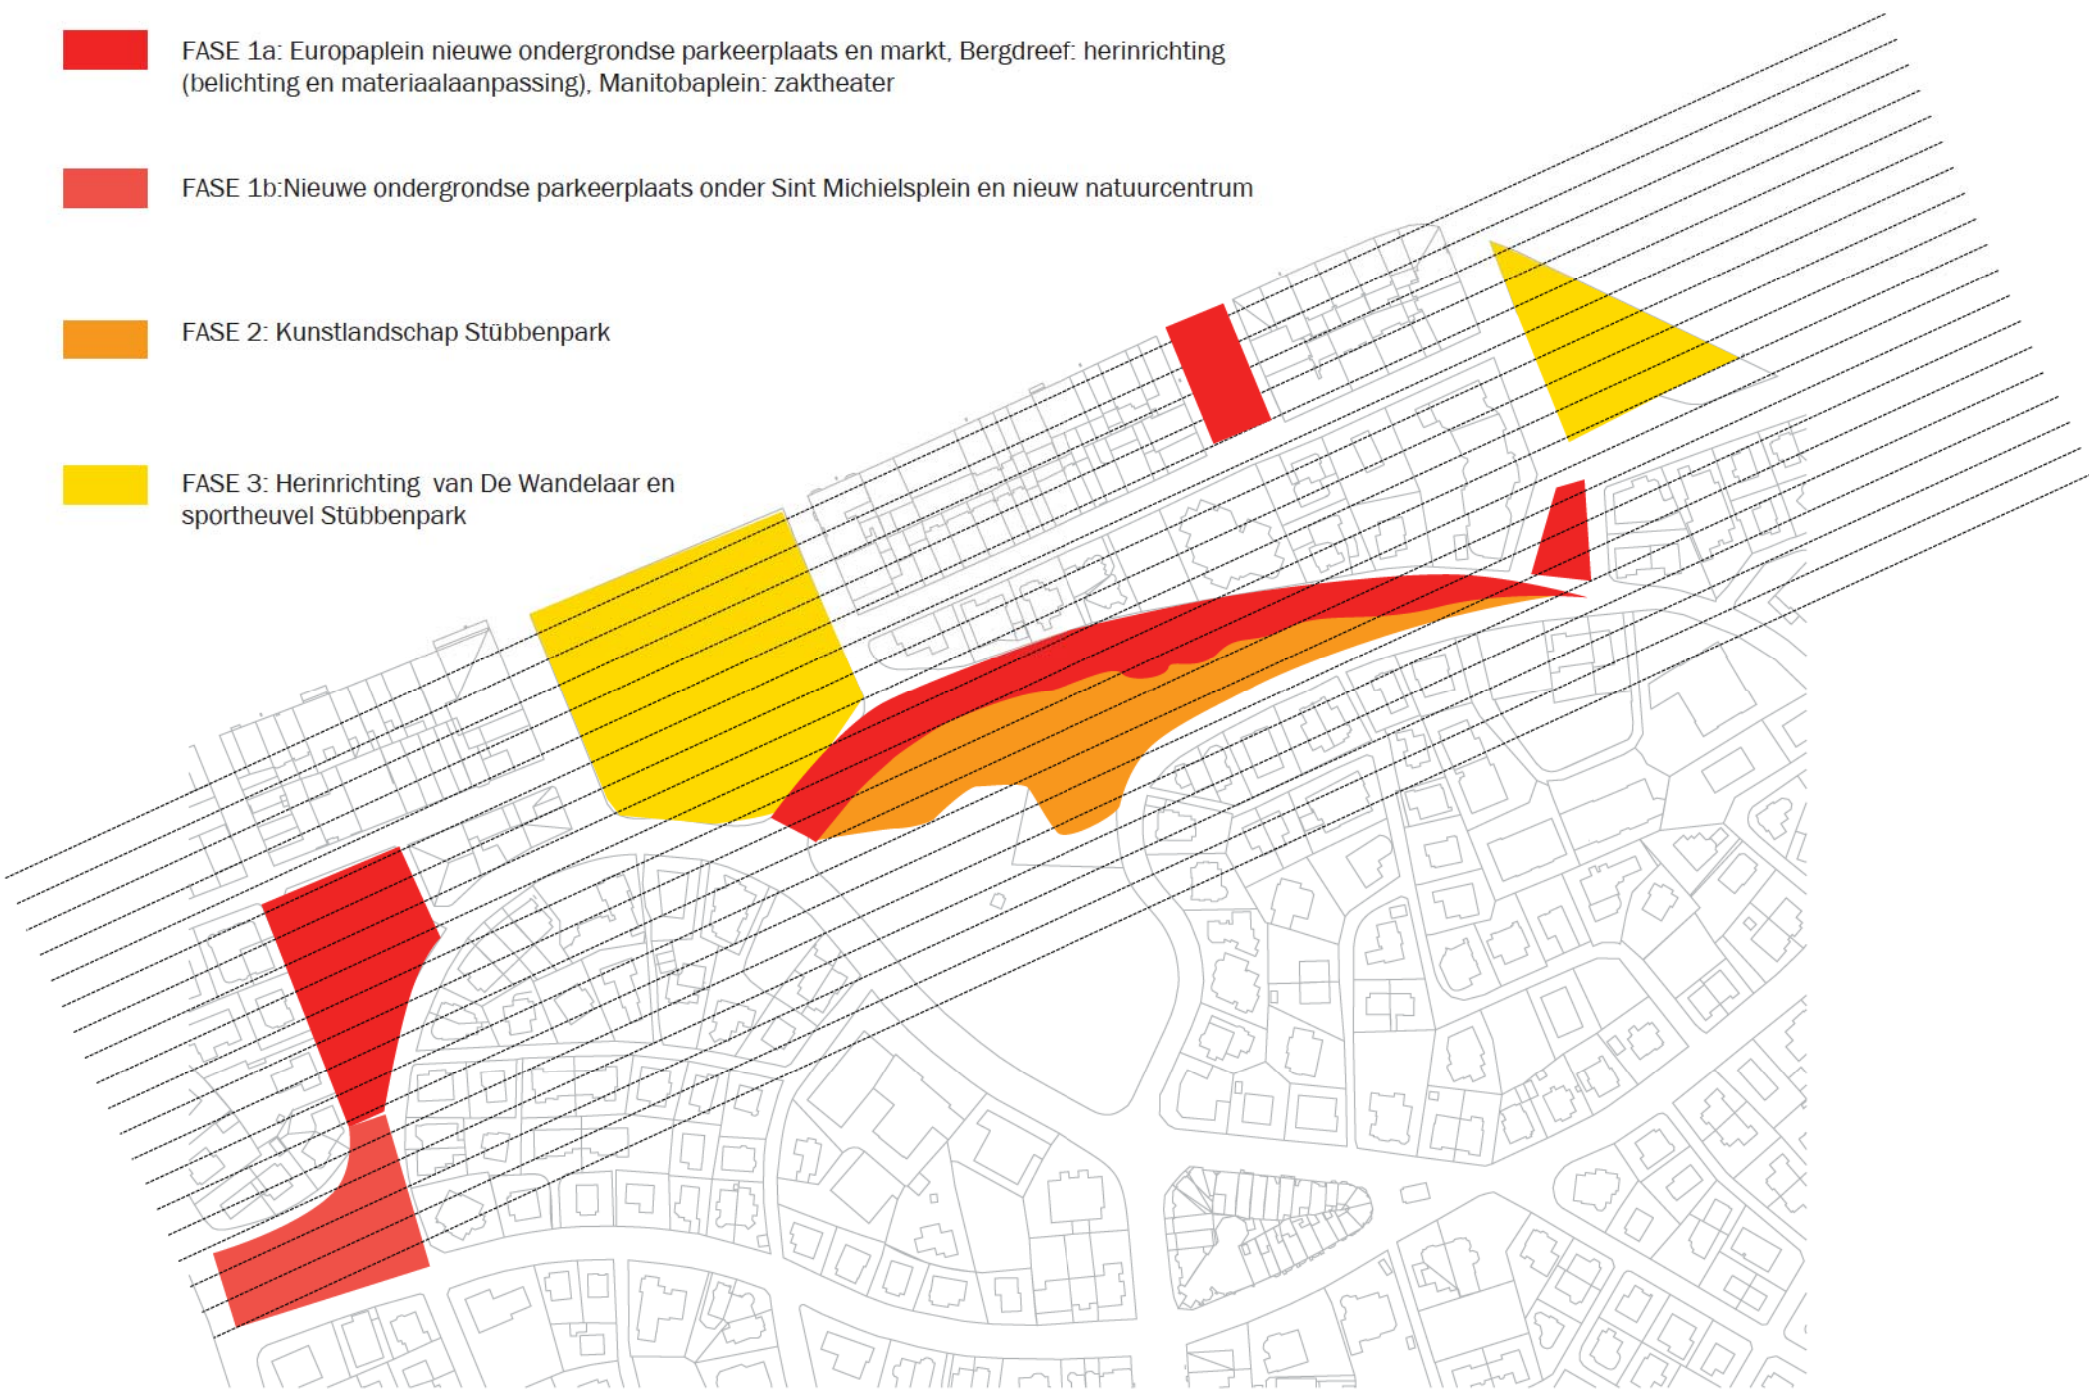 FASE 1a: Europaplein nieuwe ondergrondse parkeerplaats en markt, Bergdreef: herinrichting
(belichting en materiaalaanpassing), Manitobaplein: zaktheater
FASE 1b:Nieuwe ondergrondse parkeerplaats onder Sint Michielsplein en nieuw natuurcentrum
FASE 2: Kunstlandschap Stübbenpark
FASE 3: Herinrichting van De Wandelaar en
sportheuvel Stübbenpark